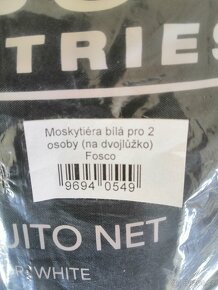 TRIES
Moskytiéra bílá pro 2
osoby (na dvojlůžko)
Fosco
9694 0549
UITO NET
WHITE